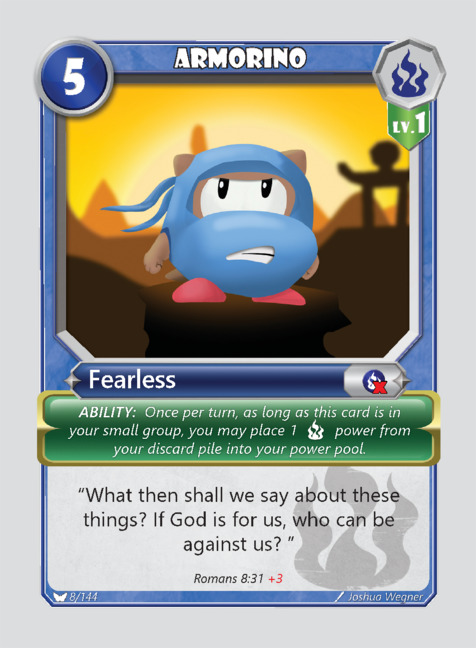 ARMORINO
5
LV.1
Fearless
ABILITY: Once per turn, as long as this card is in
your small group, you may place 1 power from
your discard pile into your power pool.
“What then shall we say about these
things? If God is for us, who can be
against us? ”
Romans 8:31 +3
8/144
Joshua Wegner